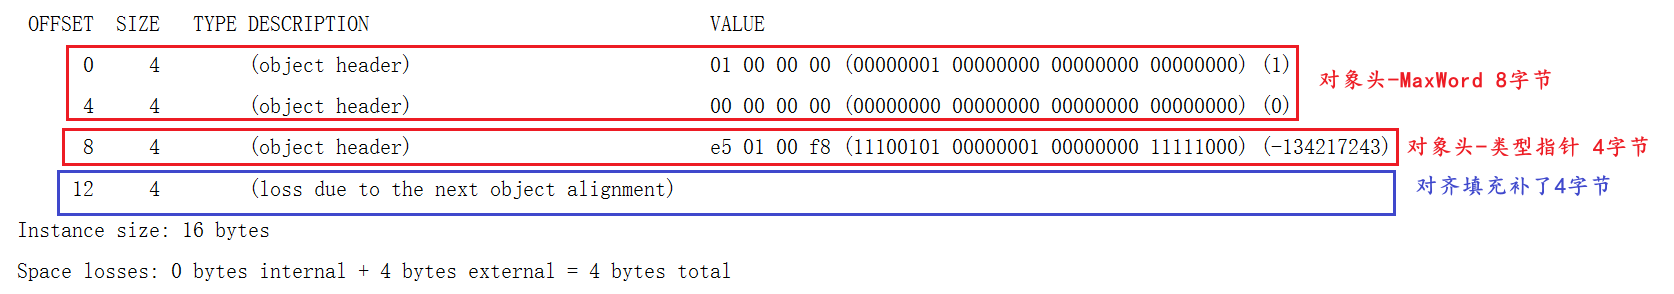 OFFSET  SIZE   TYPE DESCRIPTION                               VALUE
0     4        (object header)                           01 00 00 00 (00000001 00000000 00000000 00000000) (1)
对象头-MaxWord 8字节
4     4        (object header)                           00 00 00 00 (00000000 00000000 00000000 00000000) (0)
8     4        (object header)                           e5 01 00 f8 (11100101 00000001 00000000 11111000) (-134217243) 对象头-类型指针 4字节
12     4        (loss due to the next object alignment) 对齐填充补了4字节
Instance size: 16 bytes
Space losses: 0 bytes internal + 4 bytes external = 4 bytes total